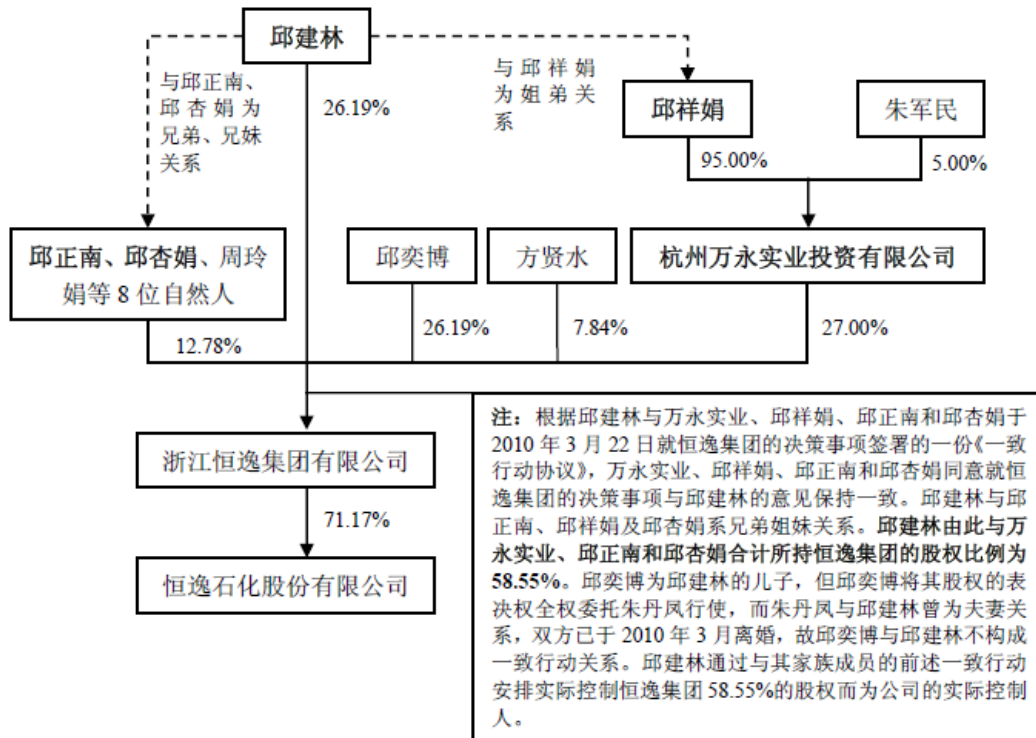 邱建林
与邱正南、
邱杏娟为
兄弟、兄妹
关系
26.19%
与邱祥娟
为姐弟关
系
邱祥娟
朱军民
95.00%
5.00%
邱正南、邱杏娟、周玲
娟等8位自然人
邱奕博
方贤水
杭州万永实业投资有限公司
12.78%
26.19%
7.84%
27.00%
浙江恒逸集团有限公司
71.17%
恒逸石化股份有限公司
注：根据邱建林与万永实业、邱祥娟、邱正南和邱杏娟于
2010年3月22日就恒逸集团的决策事项签署的一份《一致
行动协议》，万永实业、邱祥娟、邱正南和邱杏娟同意就恒
逸集团的决策事项与邱建林的意见保持一致。邱建林与邱
正南、邱祥娟及邱杏娟系兄弟姐妹关系。邱建林由此与万
永实业、邱正南和邱杏娟合计所持恒逸集团的股权比例为
58.55%。邱奕博为邱建林的儿子，但邱奕博将其股权的表
决权全权委托朱丹凤行使，而朱丹凤与邱建林曾为夫妻关
系，双方已于2010年3月离婚，故邱奕博与邱建林不构成
一致行动关系。邱建林通过与其家族成员的前述一致行动
安排实际控制恒逸集团58.55%的股权而为公司的实际控制
人。